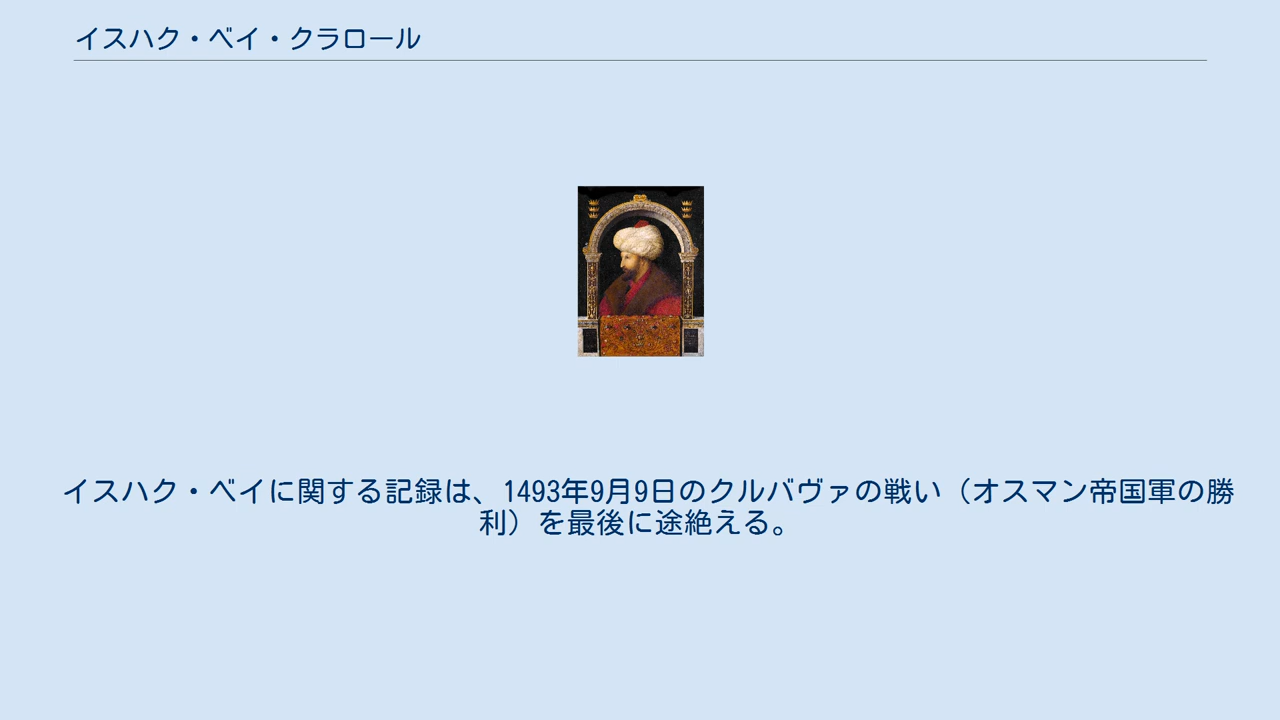 イスハク・ベイ・クラロール
イスハク・ベイに関する記録は、1493年9月9日のクルバヴァの戦い（オスマン帝国軍の勝
利）を最後に途絶える。